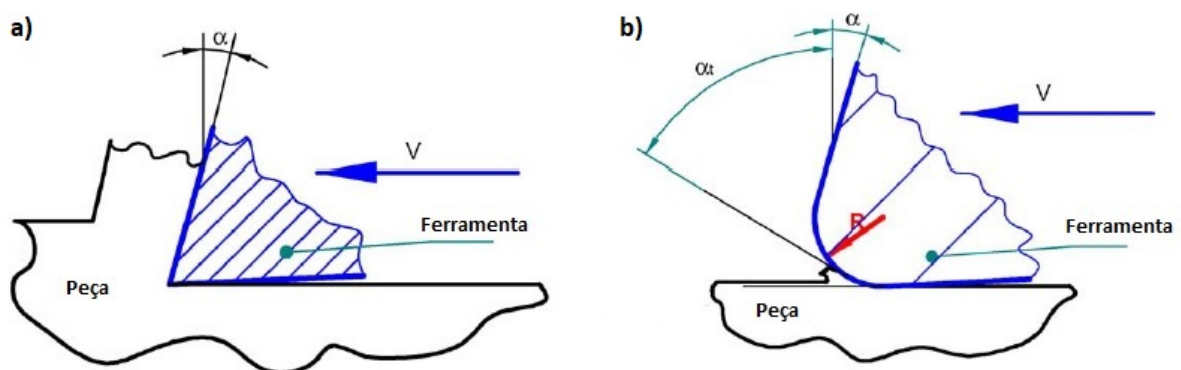 a)
α
V
Ferramenta
Peça
b)
α
αt
V
R
Ferramenta
Peça